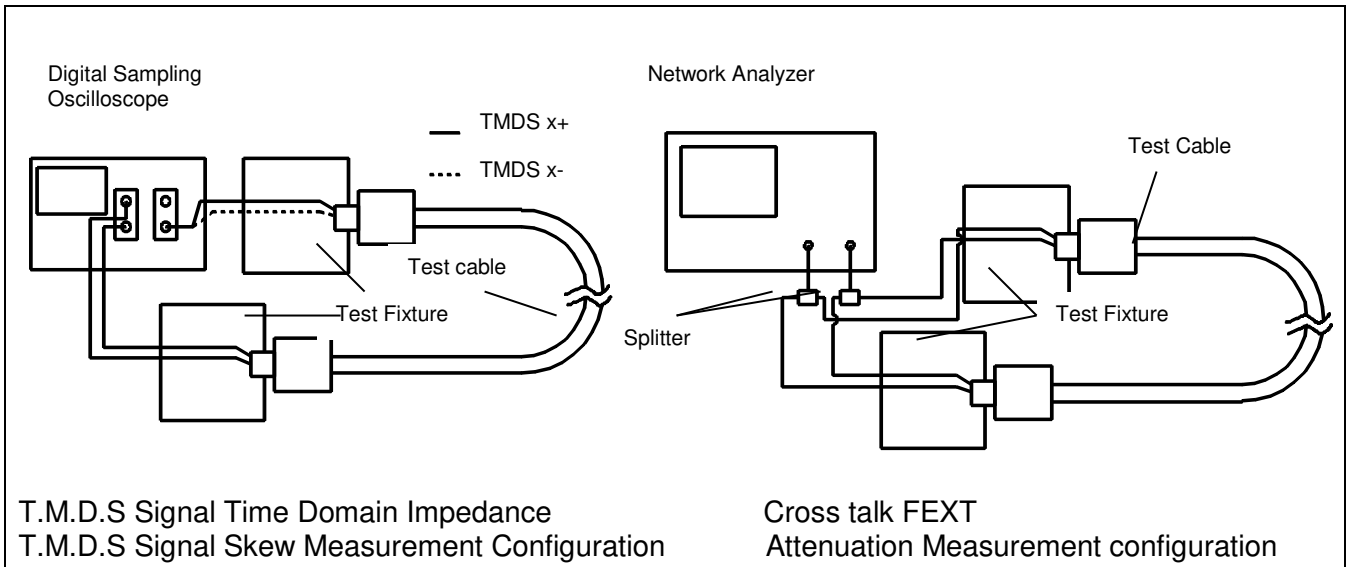 Digital Sampling
Oscilloscope
TMDS x+
TMDS x-
Test cable
Test Fixture
Network Analyzer
Test Cable
Splitter
Test Fixture
T.M.D.S Signal Time Domain Impedance
T.M.D.S Signal Skew Measurement Configuration
Cross talk FEXT
Attenuation Measurement configuration